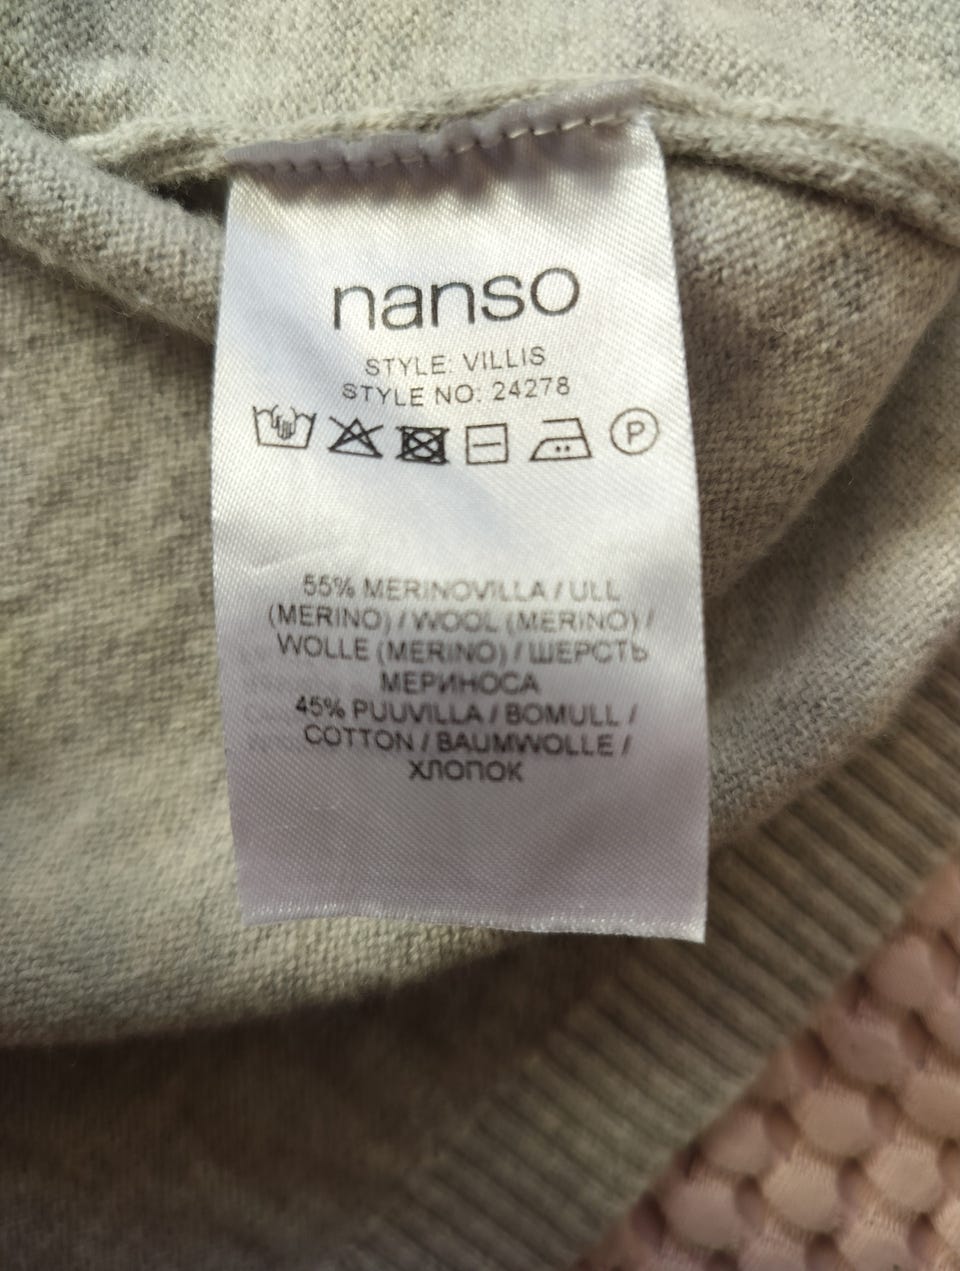 nanso
STYLE: VILLIS
STYLE NO: 24278
P
55% MERINOVILLA / ULL
(MERINO) / WOOL (MERINO) /
WOLLE (MERINO) / ШЕРСТЬ
МЕРИНОСА
45% PUUVILLA / BOMULL /
COTTON / BAUMWOLLE /
ХЛОПОК